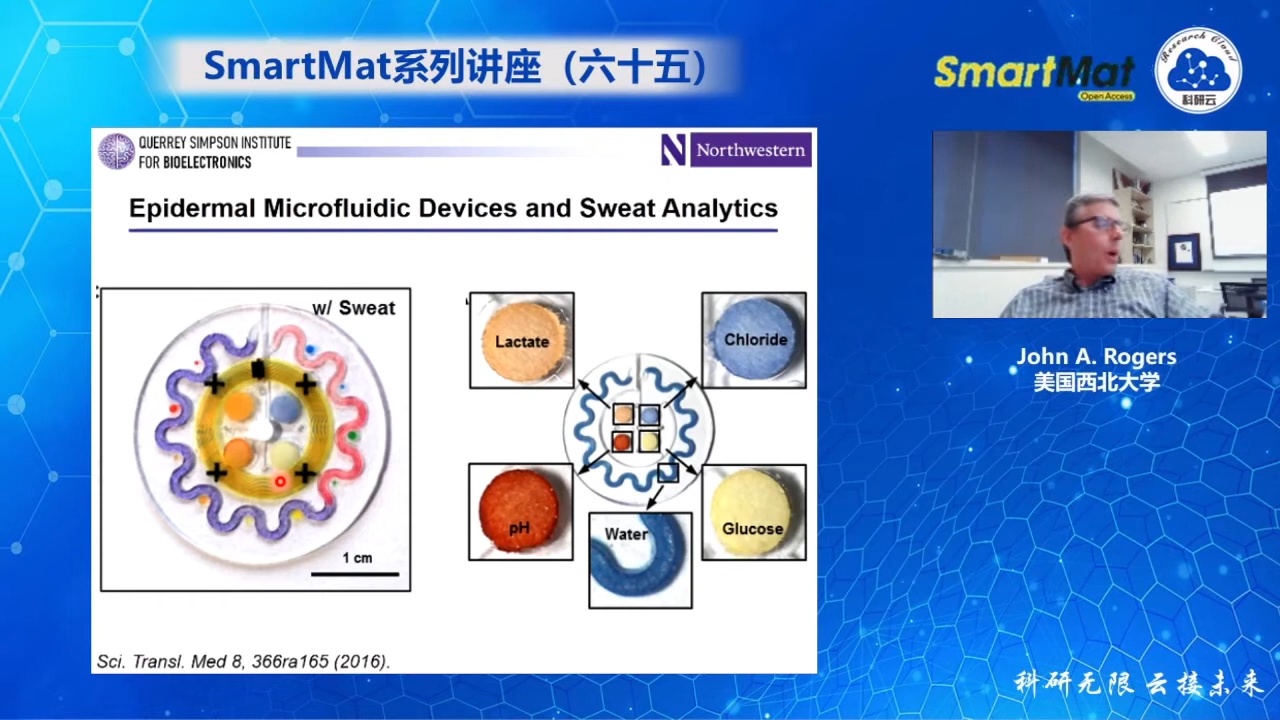 SmartMat系列讲座（六十五）
SmartMat
Open Access
Research Cloud
科研云
QUERREY SIMPSON INSTITUTE
FOR BIOELECTRONICS
N Northwestern
Epidermal Microfluidic Devices and Sweat Analytics
w/ Sweat
1 cm
Lactate
Chloride
pH
Water
Glucose
Sci. Transl. Med 8, 366ra165 (2016).
John A. Rogers
美国西北大学
科研无限 云接未来